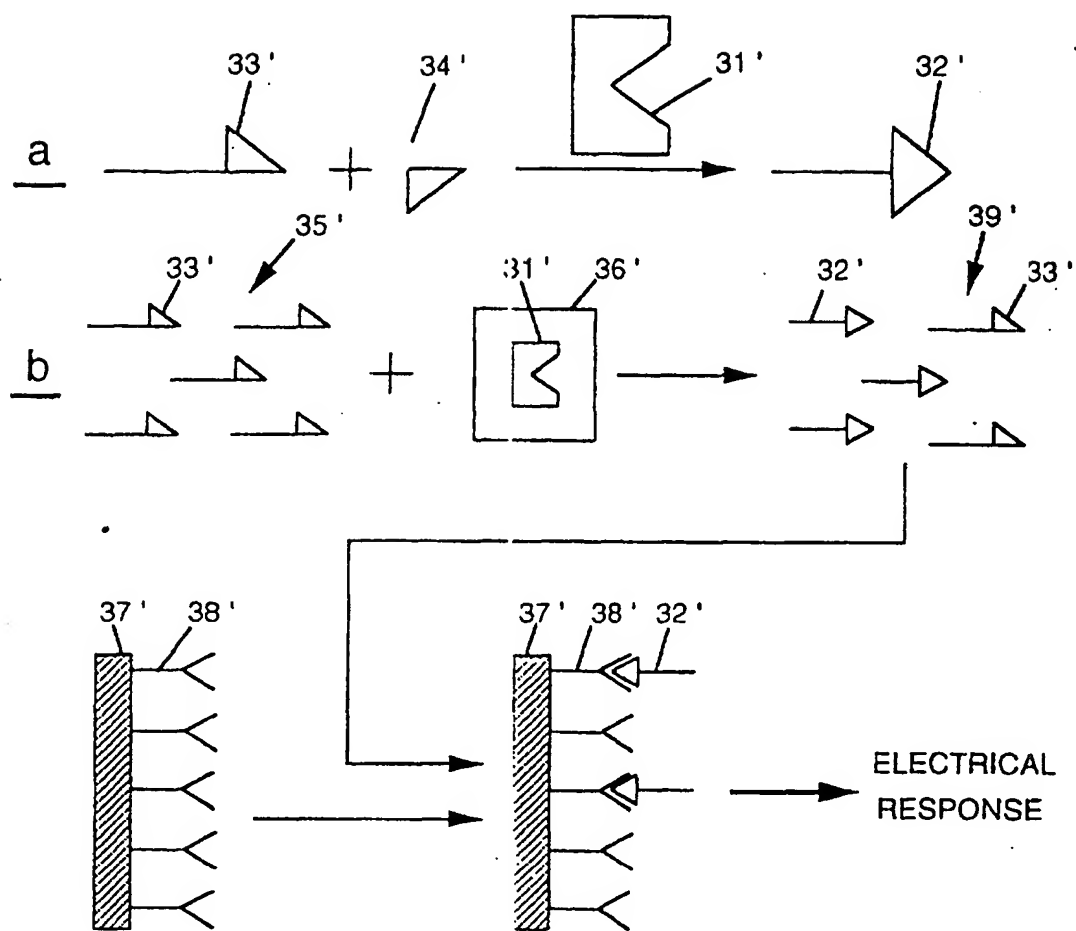 33 ' 34 ' 31 ' 32 '
a
35 ' 39 '
33 ' 31 ' 36 ' 32 ' 33 '
b
37 ' 38 ' 37 ' 38 ' 32 '
ELECTRICAL
RESPONSE